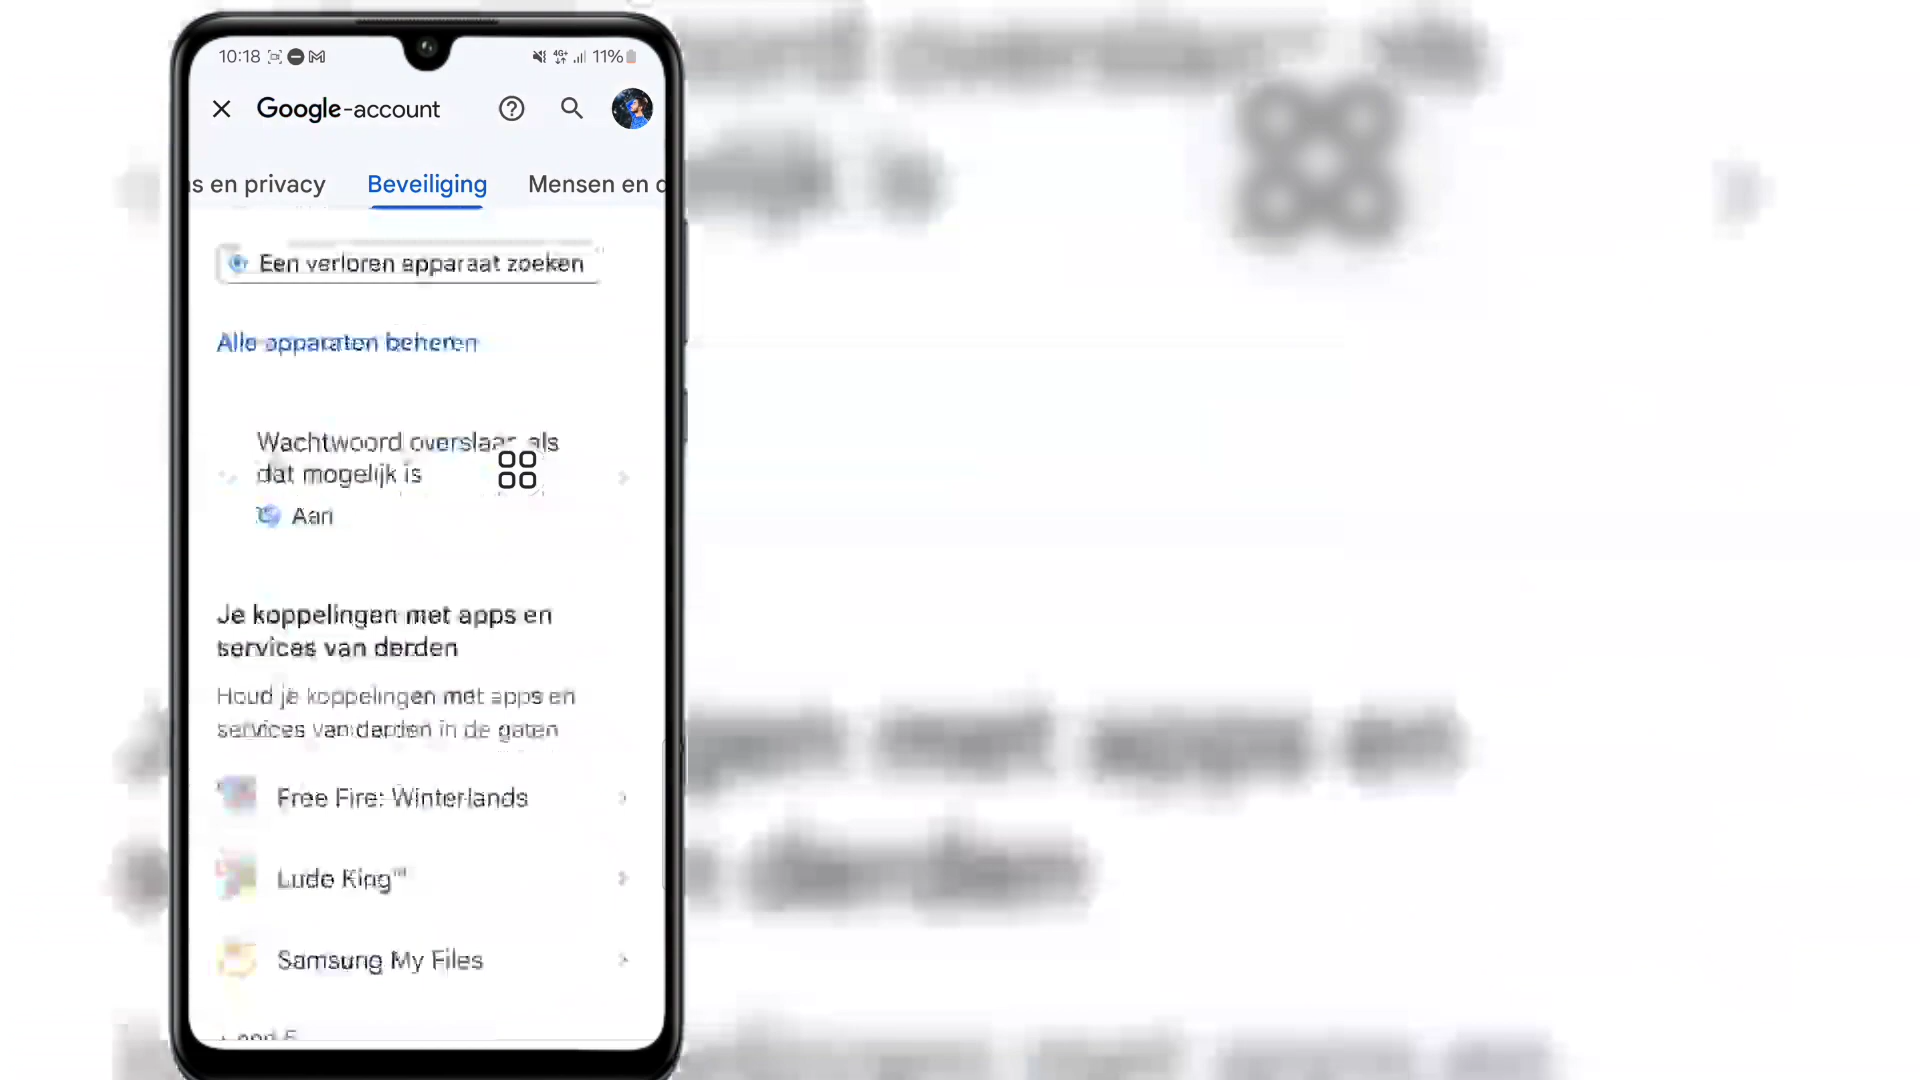 10:18
4G+
11%
Google-account
s en privacy
Beveiliging
Mensen en
Een verloren apparaat zoeken
Alle apparaten beheren
Wachtwoord overslaan als
dat mogelijk is
Aan
Je koppelingen met apps en
services van derden
Houd je koppelingen met apps en
services van derden in de gaten
Free Fire: Winterlands
Ludo King™
Samsung My Files